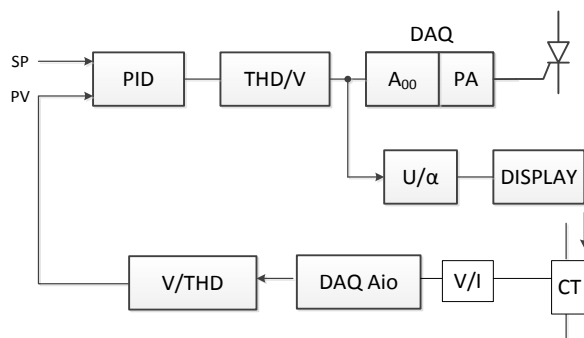 DAQ
SP
PID
THD/V
A₀₀
PA
PV
U/α
DISPLAY
V/THD
DAQ Aio
V/I
CT